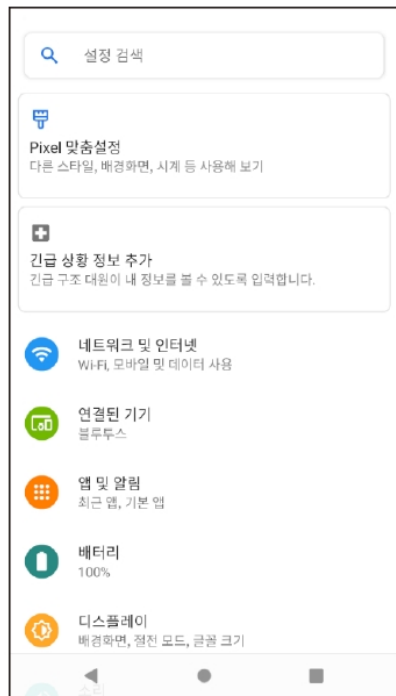 설정 검색
Pixel 맞춤설정
다른 스타일, 배경화면, 시계 등 사용해 보기
긴급 상황 정보 추가
긴급 구조 대원이 내 정보를 볼 수 있도록 입력합니다.
네트워크 및 인터넷
Wi-Fi, 모바일 및 데이터 사용
연결된 기기
블루투스
앱 및 알림
최근 앱, 기본 앱
배터리
100%
디스플레이
배경화면, 절전 모드, 글꼴 크기
소리